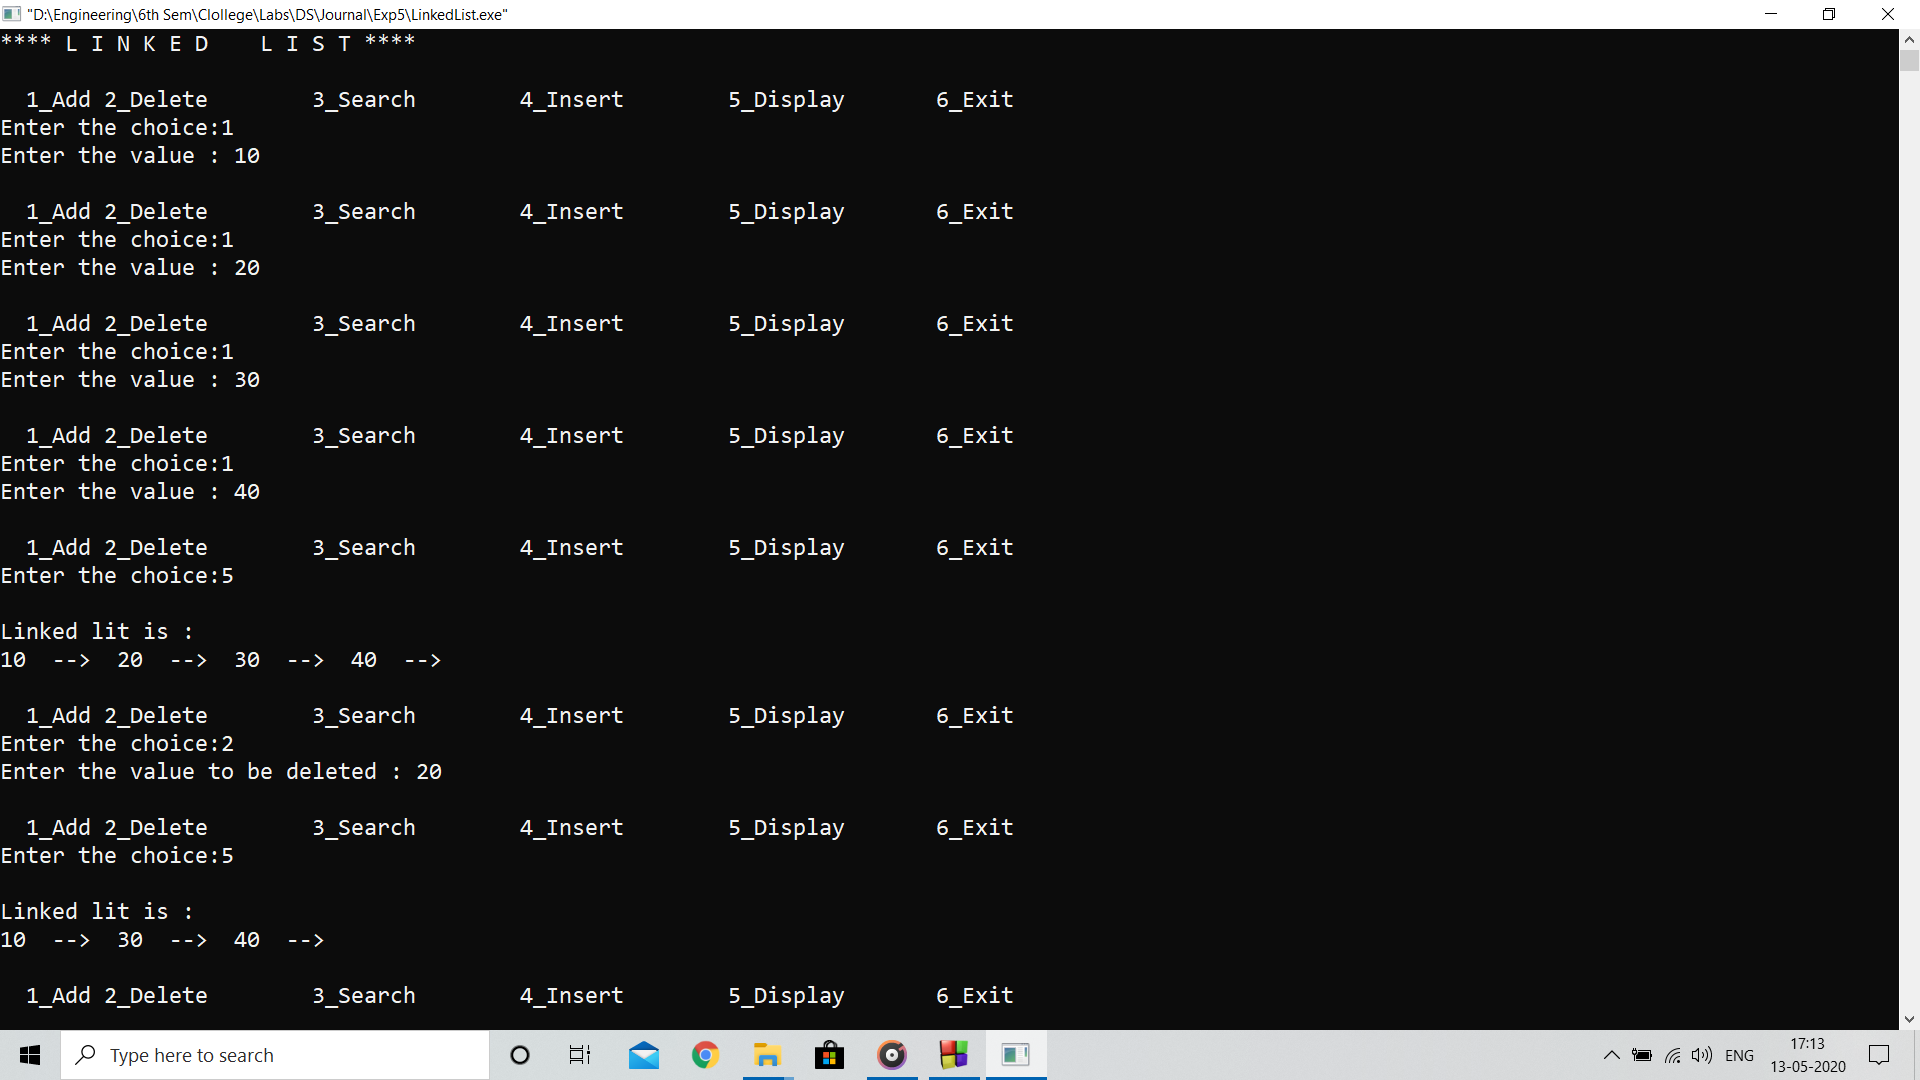 "D:\Engineering\6th Sem\Clollege\Labs\DS\Journal\Exp5\LinkedList.exe"
**** L I N K E D    L I S T ****
1_Add 2_Delete        3_Search        4_Insert        5_Display       6_Exit
Enter the choice:1
Enter the value : 10
1_Add 2_Delete        3_Search        4_Insert        5_Display       6_Exit
Enter the choice:1
Enter the value : 20
1_Add 2_Delete        3_Search        4_Insert        5_Display       6_Exit
Enter the choice:1
Enter the value : 30
1_Add 2_Delete        3_Search        4_Insert        5_Display       6_Exit
Enter the choice:1
Enter the value : 40
1_Add 2_Delete        3_Search        4_Insert        5_Display       6_Exit
Enter the choice:5
Linked lit is :
10  -->  20  -->  30  -->  40  -->
1_Add 2_Delete        3_Search        4_Insert        5_Display       6_Exit
Enter the choice:2
Enter the value to be deleted : 20
1_Add 2_Delete        3_Search        4_Insert        5_Display       6_Exit
Enter the choice:5
Linked lit is :
10  -->  30  -->  40  -->
1_Add 2_Delete        3_Search        4_Insert        5_Display       6_Exit
Type here to search
ENG
17:13
13-05-2020